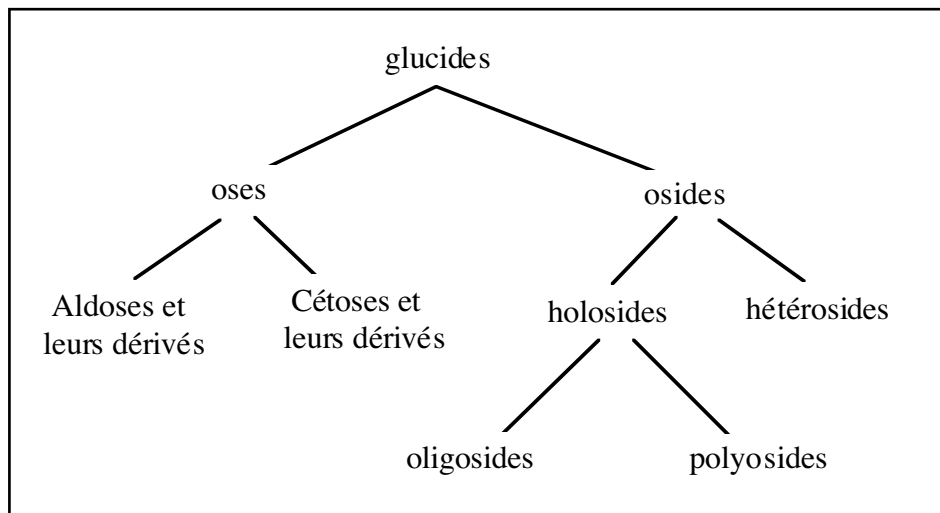 glucides
oses
osides
Aldoses et
leurs dérivés
Cétoses et
leurs dérivés
holosides
hétérosides
oligosides
polyosides